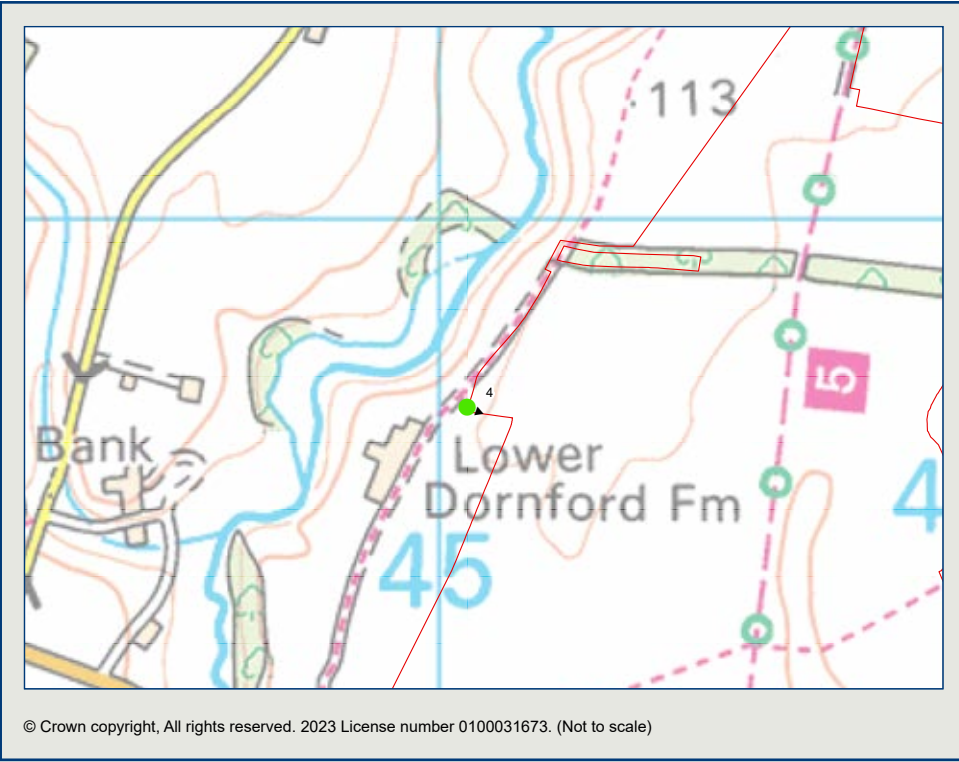 113
5
4
Bank
Lower
Dornford Fm
4
45
© Crown copyright, All rights reserved. 2023 License number 0100031673. (Not to scale)